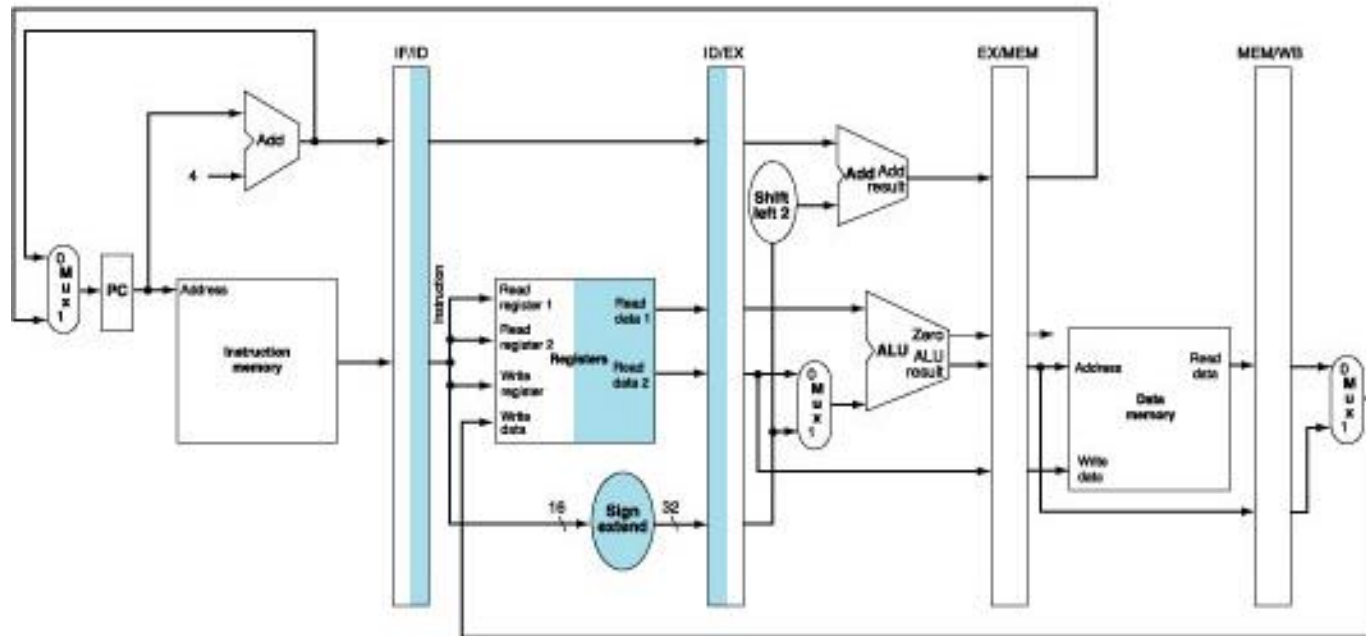 IF/ID
ID/EX
EX/MEM
MEM/WB
Add
4
Add Add
result
Shift
left 2
0
M
u
x
1
PC
Address
Instruction
memory
Instruction
Read
register 1
Read
register 2
Write
register
Write
data
Registers
Read
data 1
Read
data 2
16
Sign
extend
32
0
M
u
x
1
Zero
ALU
ALU
result
Address
Read
data
Data
memory
Write
data
0
M
u
x
1